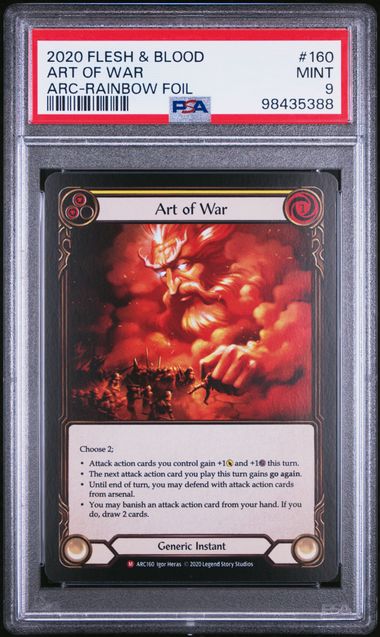 2020 FLESH & BLOOD #160
ART OF WAR MINT
ARC-RAINBOW FOIL 9
PSA 98435388
Art of War
Choose 2;
• Attack action cards you control gain +1 and +1 this turn.
• The next attack action card you play this turn gains go again.
• Until end of turn, you may defend with attack action cards
from arsenal.
• You may banish an attack action card from your hand. If you
do, draw 2 cards.
Generic Instant
M ARC160 Igor Heras © 2020 Legend Story Studios
PSA